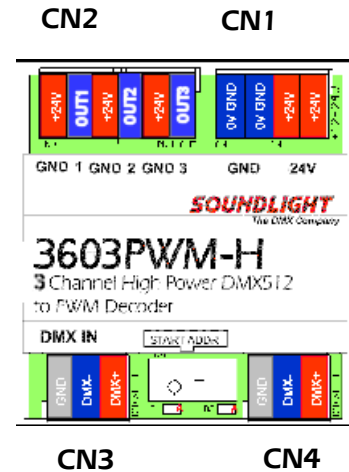 CN2 CN1
+24V OUT1 +24V OUT2 +24V OUT3 0V GND 0V GND +24V +24V
GND 1 GND 2 GND 3 GND 24V
SOUNDLIGHT
The DMX Company
3603PWM-H
3 Channel High Power DMX512
to PWM Decoder
DMX IN START ADDR
GND DMX- DMX+ GND DMX- DMX+
CN3 CN4